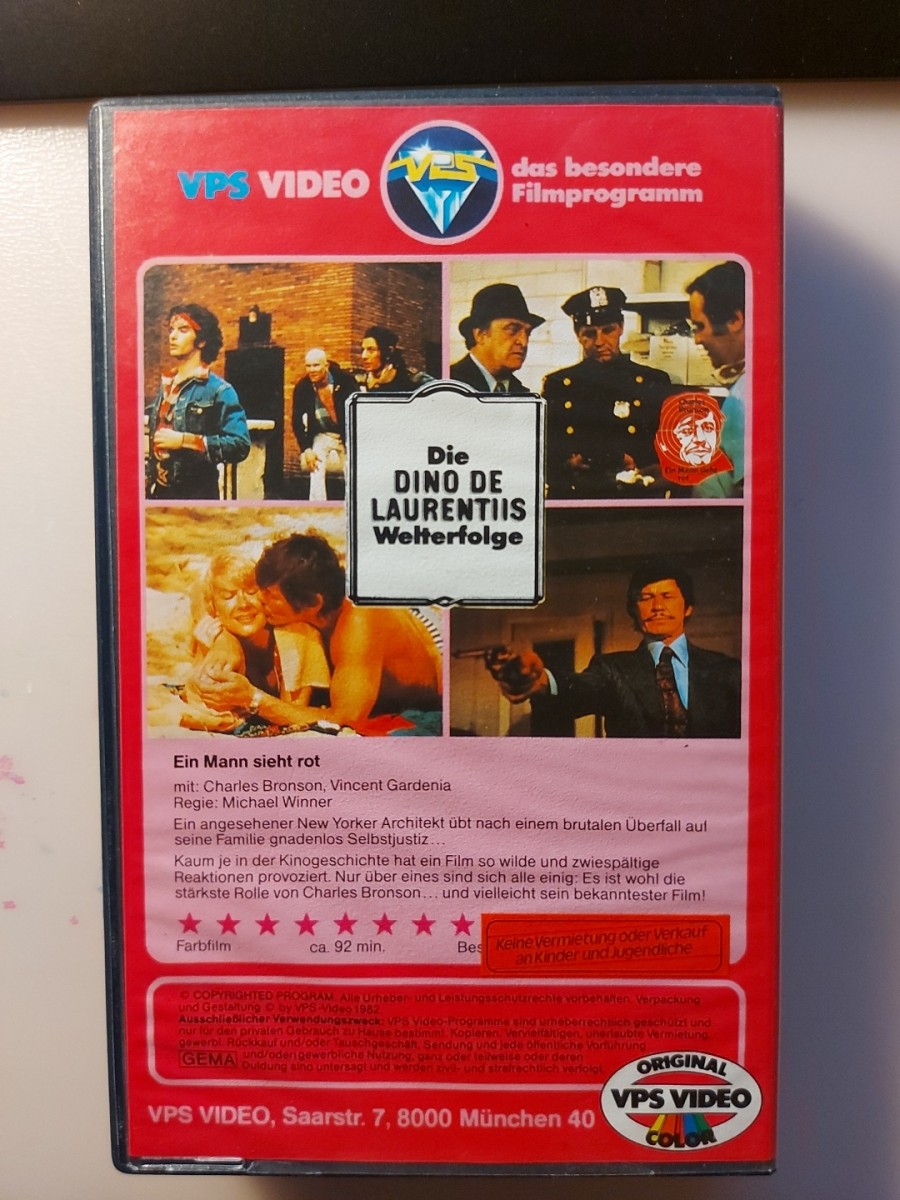 VPS VIDEO
VPS
das besondere
Filmprogramm
Die
DINO DE
LAURENTIIS
Welterfolge
Charles
Bronson
Ein Mann sieht
rot
Ein Mann sieht rot
mit: Charles Bronson, Vincent Gardenia
Regie: Michael Winner
Ein angesehener New Yorker Architekt übt nach einem brutalen Überfall auf
seine Familie gnadenlos Selbstjustiz...
Kaum je in der Kinogeschichte hat ein Film so wilde und zwiespältige
Reaktionen provoziert. Nur über eines sind sich alle einig: Es ist wohl die
stärkste Rolle von Charles Bronson... und vielleicht sein bekanntester Film!
Farbfilm ca. 92 min. Bes
Keine Vermietung oder Verkauf
an Kinder und Jugendliche
© COPYRIGHTED PROGRAM. Alle Urheber- und Leistungsschutzrechte vorbehalten. Verpackung
und Gestaltung © by VPS-Video 1982.
Ausschließlicher Verwendungszweck: VPS Video-Programme sind urheberrechtlich geschützt und
nur für den privaten Gebrauch zu Hause bestimmt. Kopieren, Vervielfältigen, unerlaubte Vermietung,
gewerbl. Rückkauf und/oder Tauschgeschäft, Sendung und jede öffentliche Vorführung
GEMA und/oder gewerbliche Nutzung, ganz oder teilweise oder deren
Duldung sind untersagt und werden zivil- und strafrechtlich verfolgt.
VPS VIDEO, Saarstr. 7, 8000 München 40
ORIGINAL
VPS VIDEO
COLOR